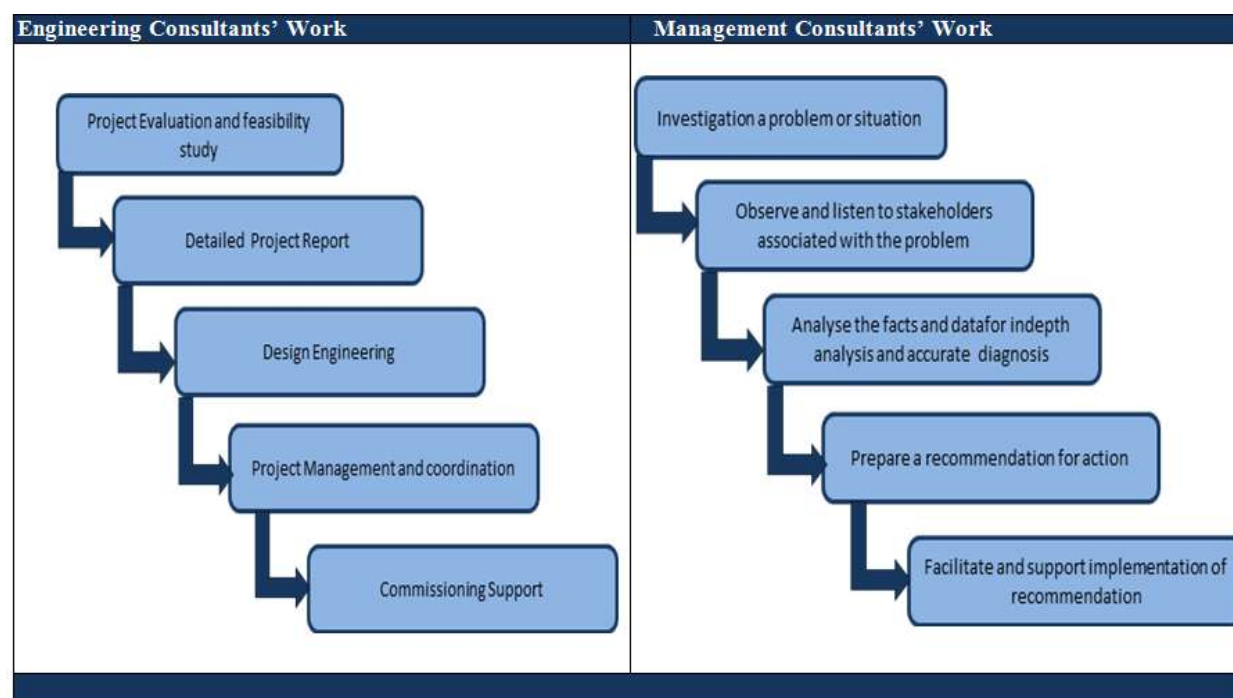 Engineering Consultants’ Work
Project Evaluation and feasibility
study
Detailed Project Report
Design Engineering
Project Management and coordination
Commissioning Support
Management Consultants’ Work
Investigation a problem or situation
Observe and listen to stakeholders
associated with the problem
Analyse the facts and datafor indepth
analysis and accurate diagnosis
Prepare a recommendation for action
Facilitate and support implementation of
recommendation